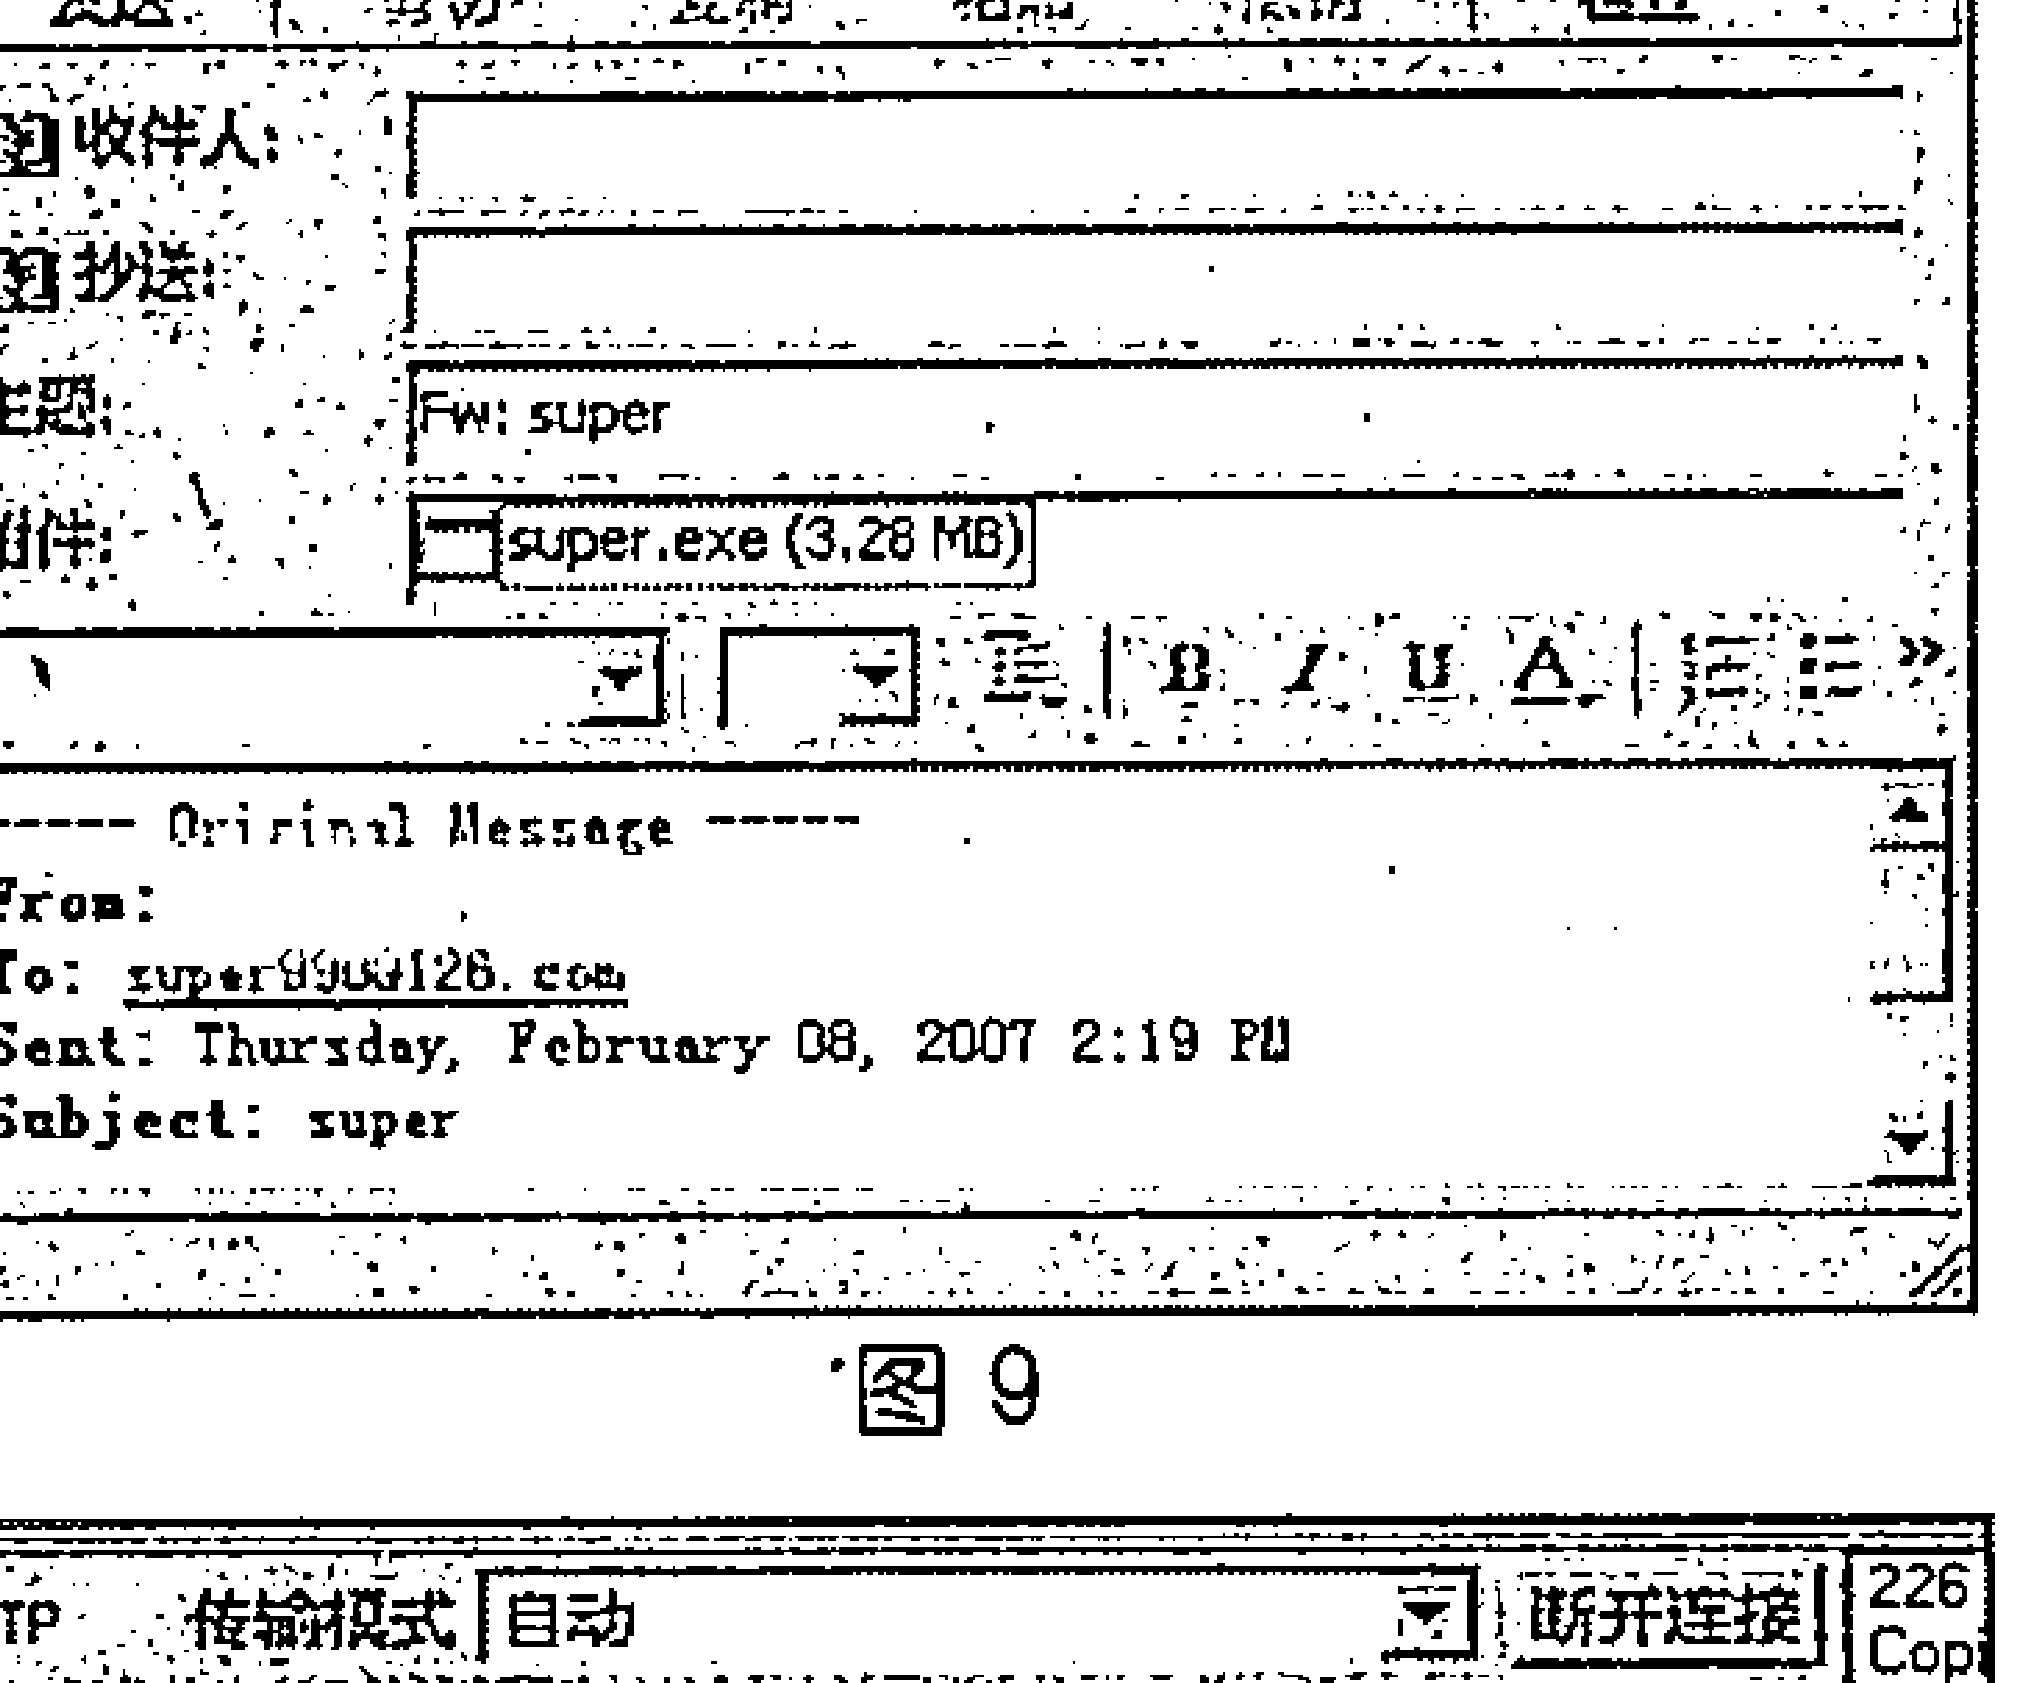 收件人:
抄送:
主题: Fw: super
附件: super.exe (3.28 MB)
B I U A »
----- Original Message -----
From:
To:
Sent: Thursday, February 08, 2007 2:19 PM
Subject: super
图 9
TP 传输模式 自动 断开连接 226
Cop